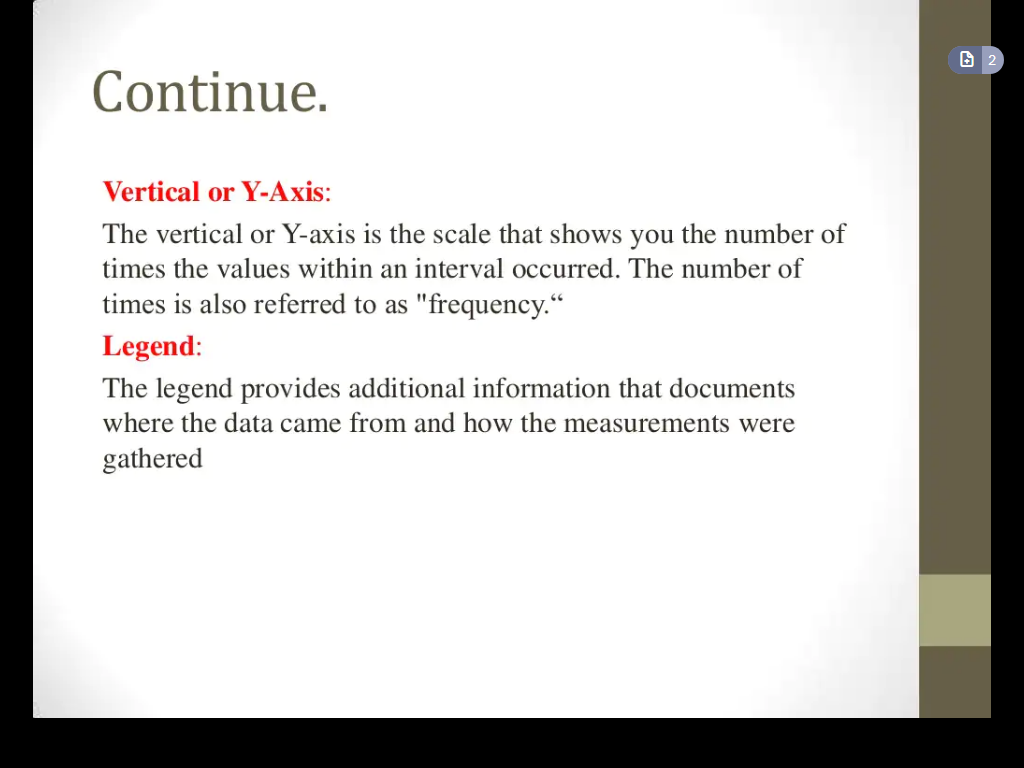 Continue.
2
Vertical or Y-Axis:
The vertical or Y-axis is the scale that shows you the number of
times the values within an interval occurred. The number of
times is also referred to as "frequency.“
Legend:
The legend provides additional information that documents
where the data came from and how the measurements were
gathered